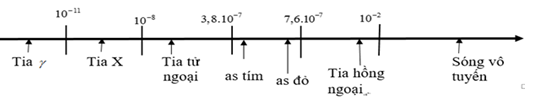 10⁻¹¹ 10⁻⁸ 3,8.10⁻⁷ 7,6.10⁻⁷ 10⁻²
Tia γ Tia X Tia tử ngoại as tím as đỏ Tia hồng ngoại Sóng vô tuyến